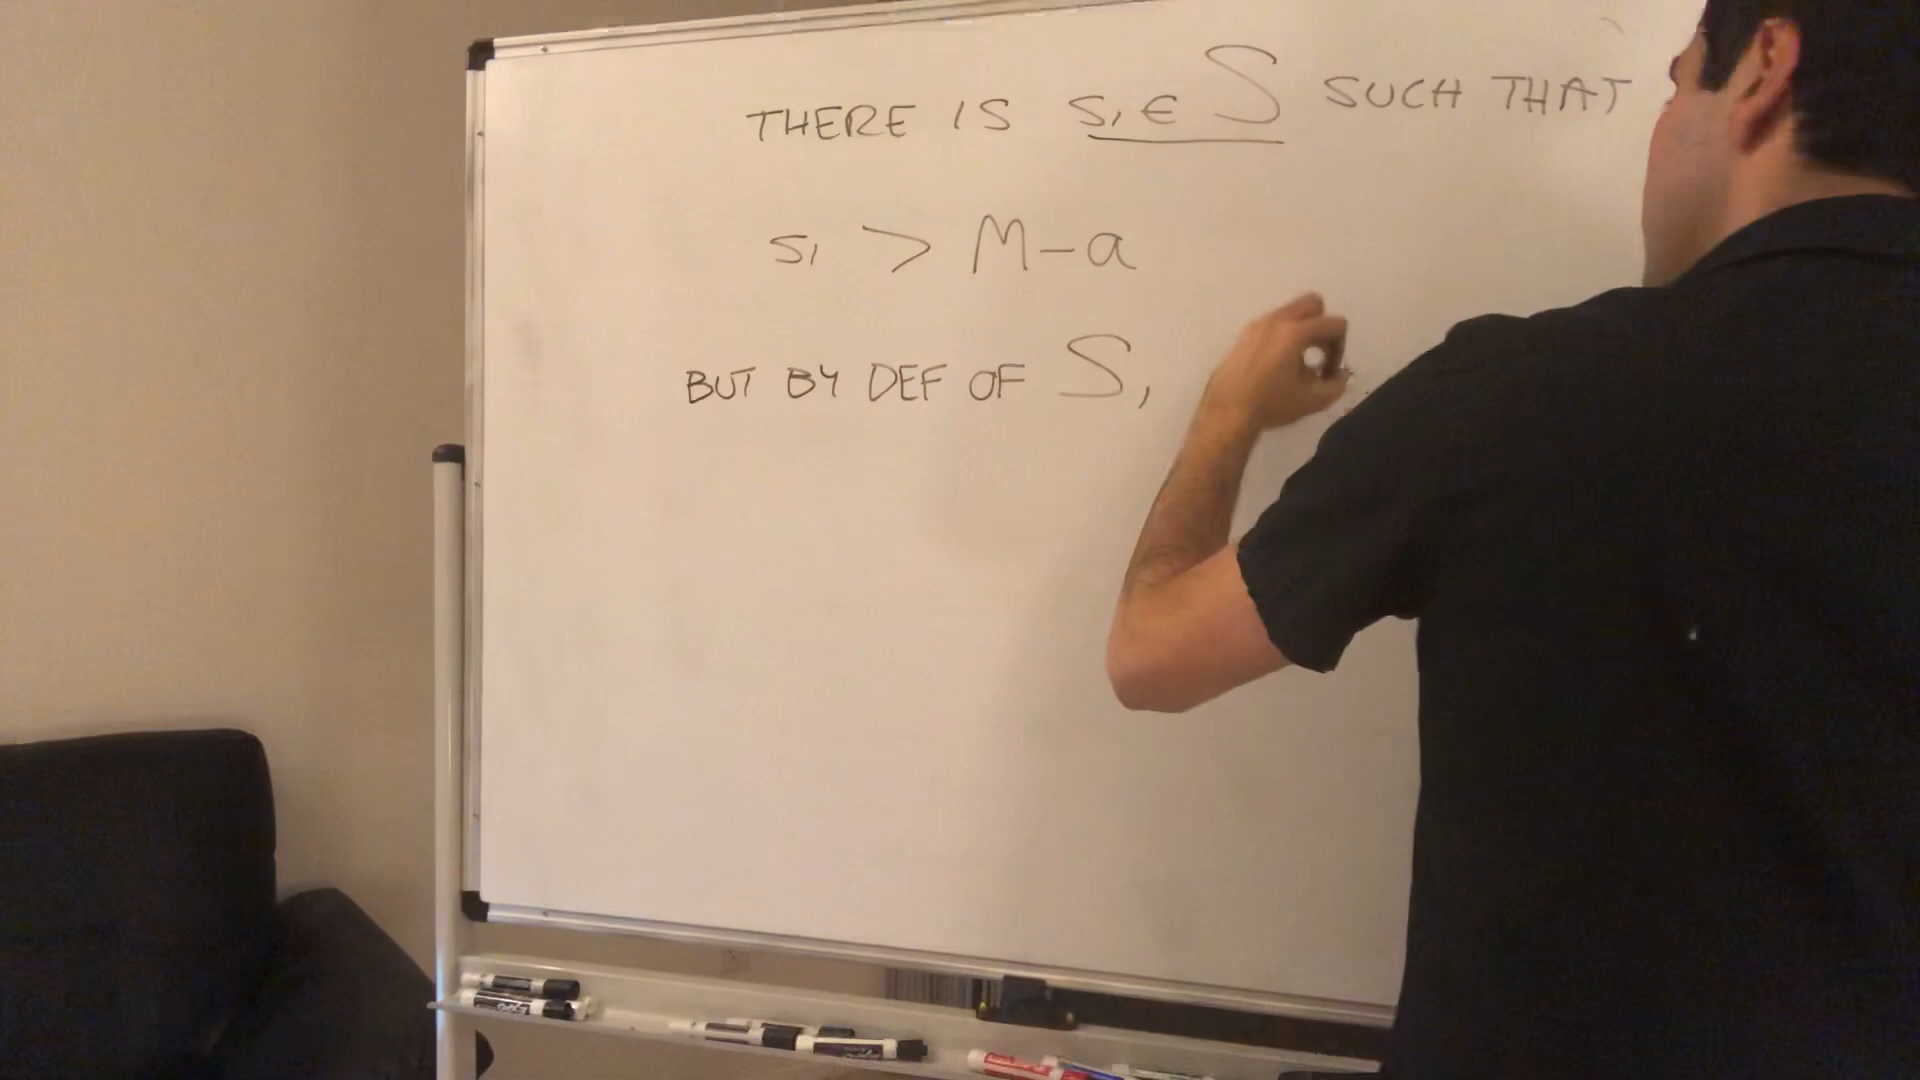 THERE IS s₁ ∈ S SUCH THAT
s₁ > M-a
BUT BY DEF OF S,